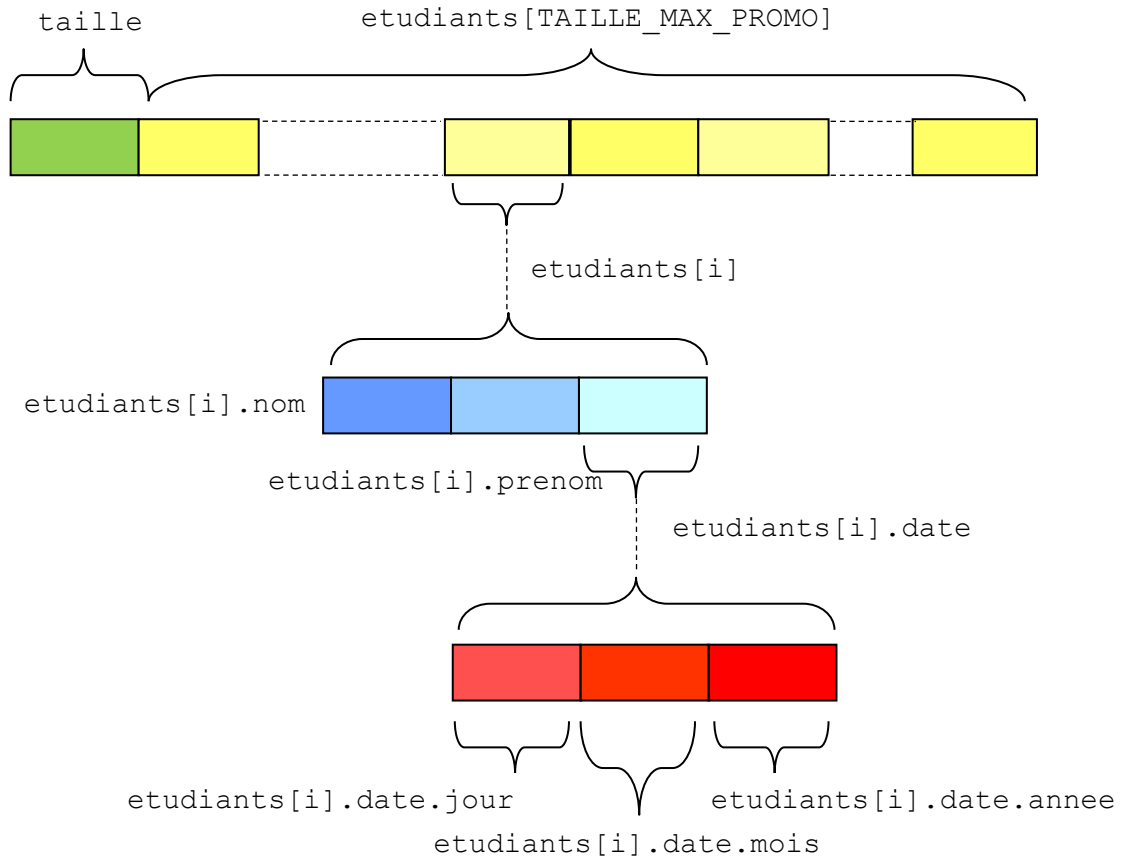 taille
etudiants[TAILLE_MAX_PROMO]
etudiants[i]
etudiants[i].nom
etudiants[i].prenom
etudiants[i].date
etudiants[i].date.jour
etudiants[i].date.annee
etudiants[i].date.mois